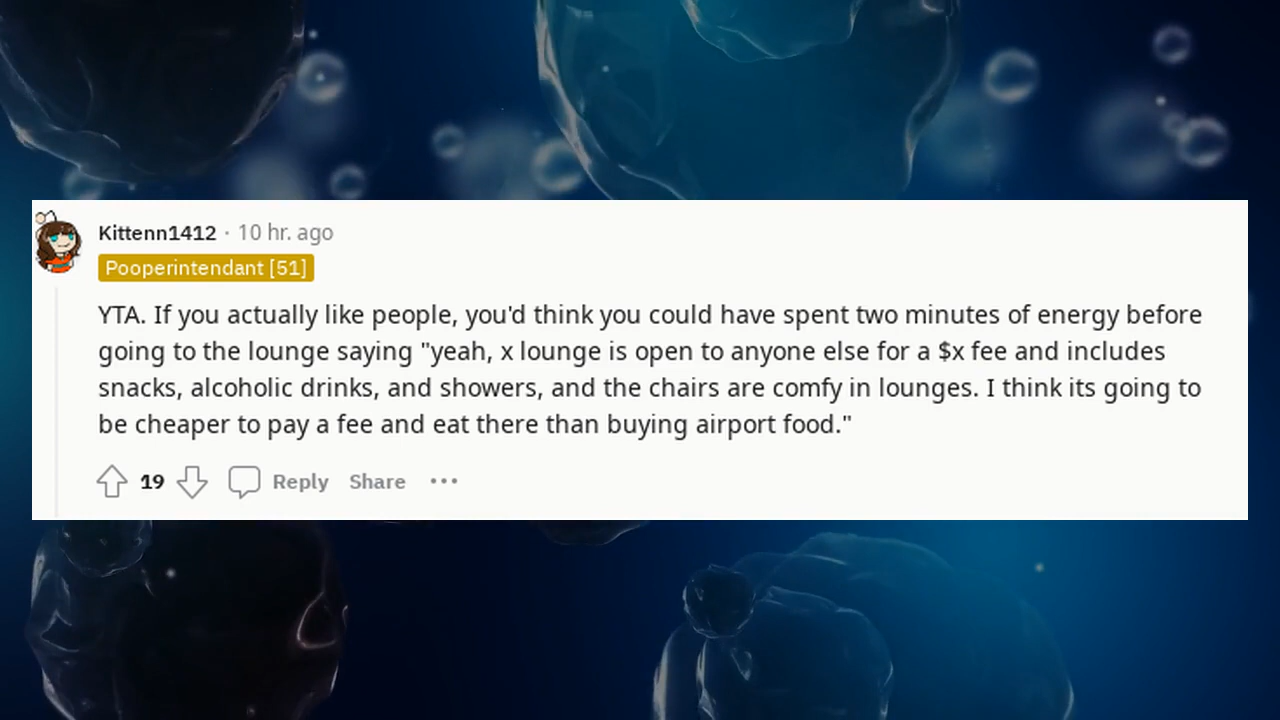 Kittenn1412 · 10 hr. ago
Pooperintendant [51]
YTA. If you actually like people, you'd think you could have spent two minutes of energy before
going to the lounge saying "yeah, x lounge is open to anyone else for a $x fee and includes
snacks, alcoholic drinks, and showers, and the chairs are comfy in lounges. I think its going to
be cheaper to pay a fee and eat there than buying airport food."
19 Reply Share •••